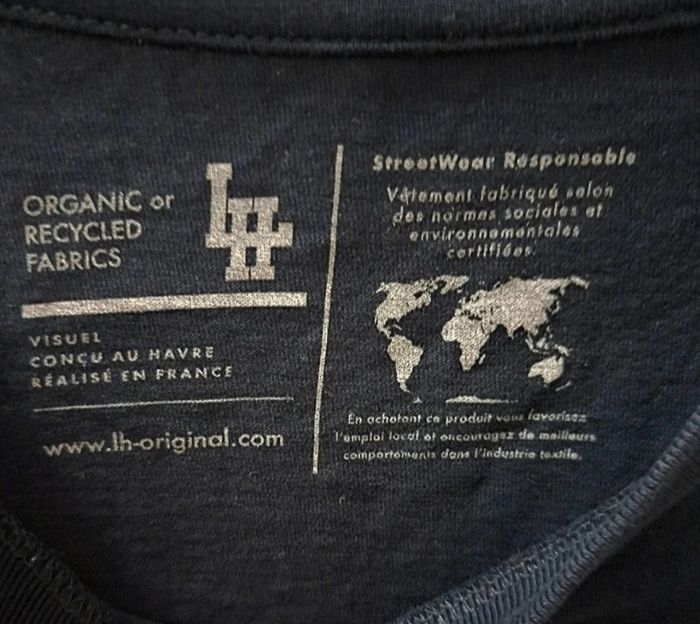 ORGANIC or
RECYCLED
FABRICS
LH
VISUEL
CONÇU AU HAVRE
RÉALISÉ EN FRANCE
www.lh-original.com
StreetWear Responsable
Vêtement fabriqué selon
des normes sociales et
environnementales
certifiées.
En achetant ce produit vous favorisez
l'emploi local et encouragez de meilleurs
comportements dans l'industrie textile.